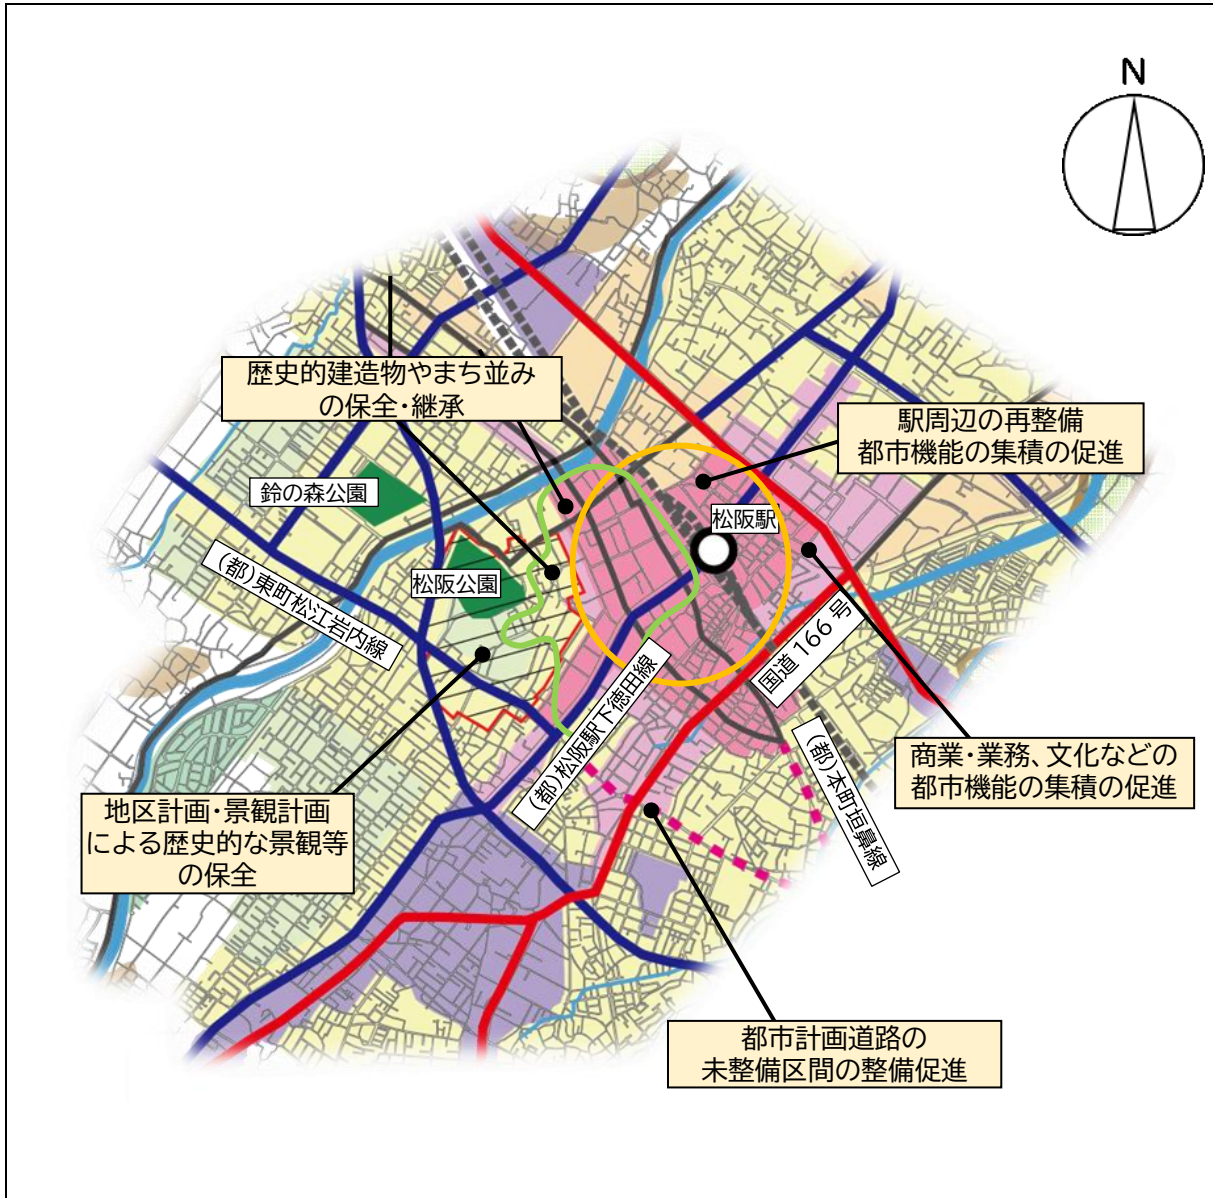 N
歴史的建造物やまち並み
の保全・継承
駅周辺の再整備
都市機能の集積の促進
鈴の森公園
松阪駅
松阪公園
(都)東町松江岩内線
国道166号
(都)松阪駅下徳田線
(都)本町垣鼻線
商業・業務、文化などの
都市機能の集積の促進
地区計画・景観計画
による歴史的な景観等
の保全
都市計画道路の
未整備区間の整備促進